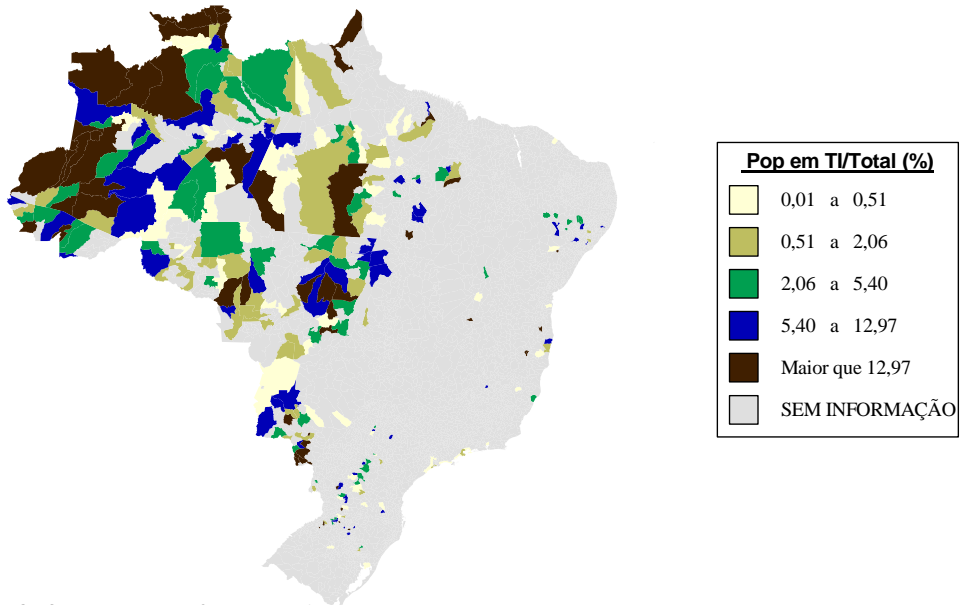 Pop em TI/Total (%)
0,01 a 0,51
0,51 a 2,06
2,06 a 5,40
5,40 a 12,97
Maior que 12,97
SEM INFORMAÇÃO